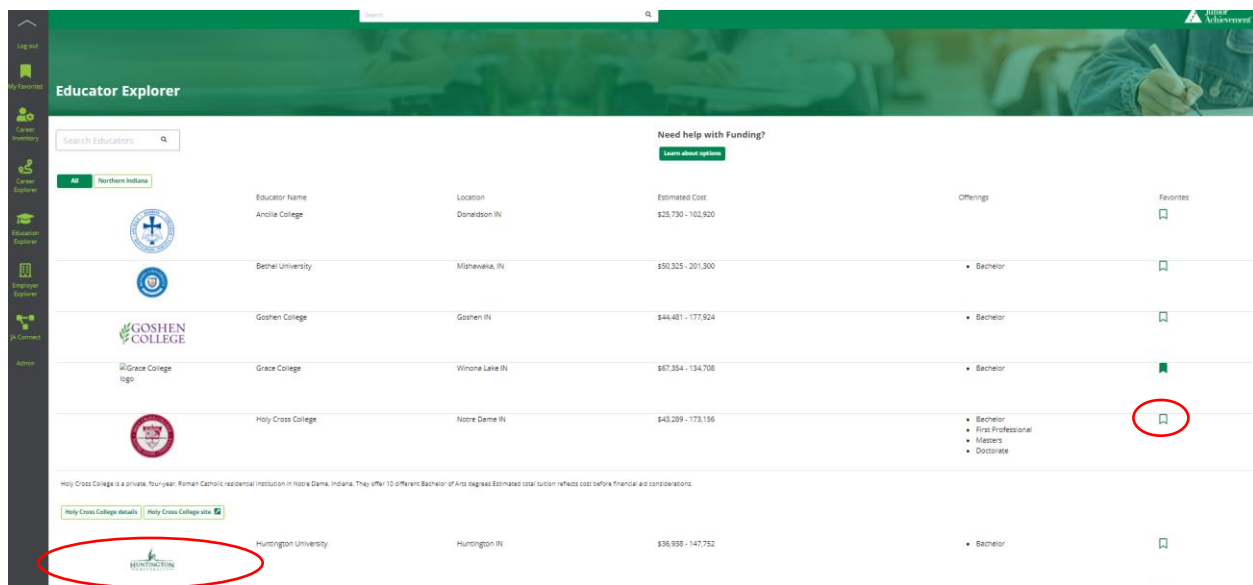 Search
Junior
Achievement
Log out
My Favorites
Career
Inventory
Career
Explorer
Education
Explorer
Employer
Explorer
JA Connect
Admin
Educator Explorer
Search Educators
Need help with Funding?
Learn about options
All Northern Indiana
Educator Name Location Estimated Cost Offerings Favorites
Ancilla College Donaldson IN $25,730 - 102,920
Bethel University Mishawaka, IN $50,325 - 201,300 • Bachelor
GOSHEN
COLLEGE
Goshen College Goshen IN $44,481 - 177,924 • Bachelor
Grace College
logo
Grace College Winona Lake IN $67,354 - 134,708 • Bachelor
Holy Cross College Notre Dame IN $43,289 - 173,156 • Bachelor
• First Professional
• Masters
• Doctorate
Holy Cross College is a private, four-year, Roman Catholic residential institution in Notre Dame, Indiana. They offer 10 different Bachelor of Arts degrees.Estimated total tuition reflects cost before financial aid considerations.
Holy Cross College details Holy Cross College site
HUNTINGTON
Huntington University Huntington IN $36,938 - 147,752 • Bachelor